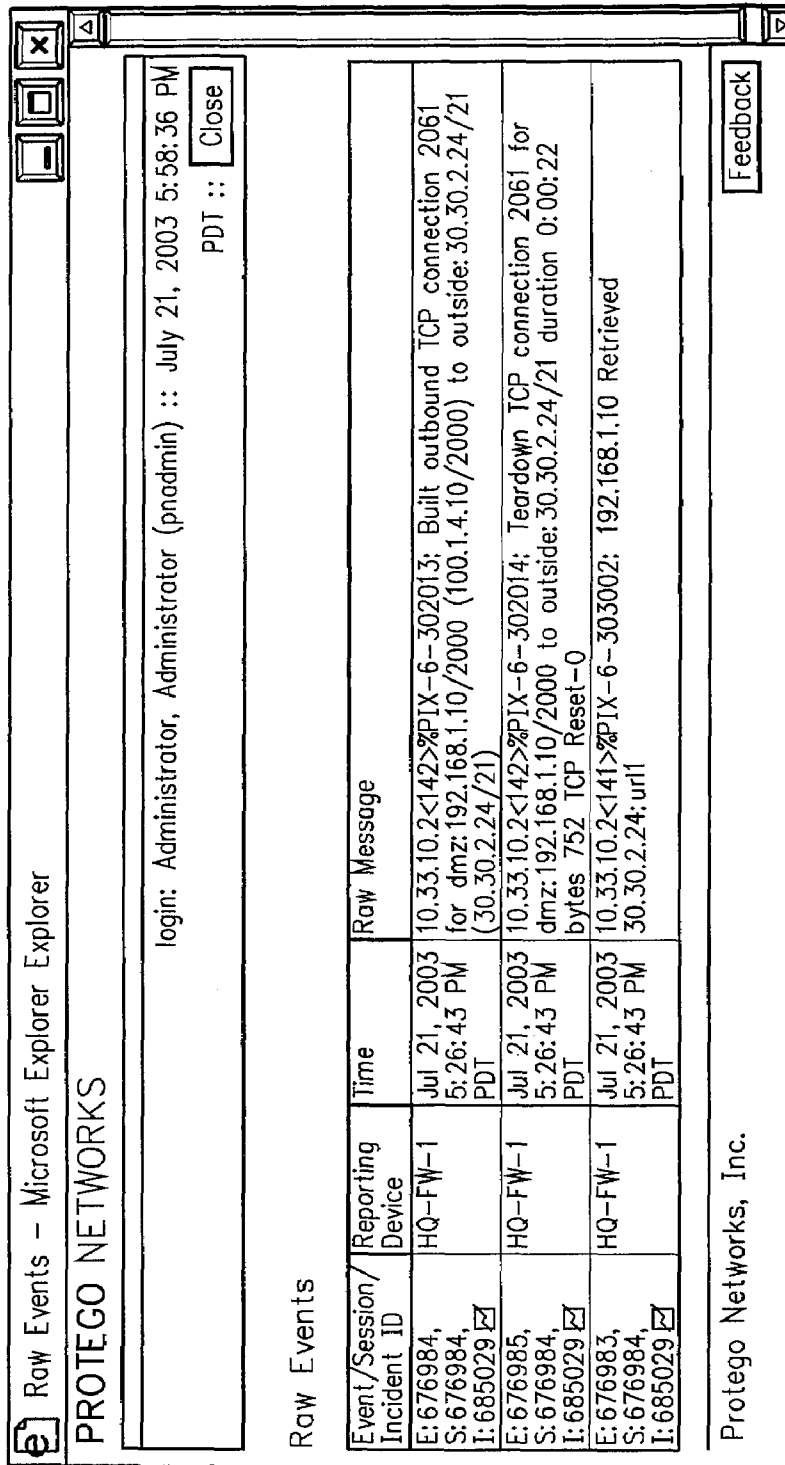 Raw Events – Microsoft Explorer Explorer
PROTEGO NETWORKS
login: Administrator, Administrator (pnadmin) :: July 21, 2003 5:58:36 PM
PDT :: Close
Raw Events
Event/Session/
Incident ID
Reporting
Device
Time
Raw Message
E:676984,
S:676984,
I:685029
HQ-FW-1
Jul 21, 2003
5:26:43 PM
PDT
10.33.10.2<142>%PIX-6-302013: Built outbound TCP connection 2061
for dmz:192.168.1.10/2000 (100.1.4.10/2000) to outside:30.30.2.24/21
(30.30.2.24/21)
E:676985,
S:676984,
I:685029
HQ-FW-1
Jul 21, 2003
5:26:43 PM
PDT
10.33.10.2<142>%PIX-6-302014: Teardown TCP connection 2061 for
dmz:192.168.1.10/2000 to outside:30.30.2.24/21 duration 0:00:22
bytes 752 TCP Reset-O
E:676983,
S:676984,
I:685029
HQ-FW-1
Jul 21, 2003
5:26:43 PM
PDT
10.33.10.2<141>%PIX-6-303002: 192.168.1.10 Retrieved
30.30.2.24:url1
Protego Networks, Inc.
Feedback